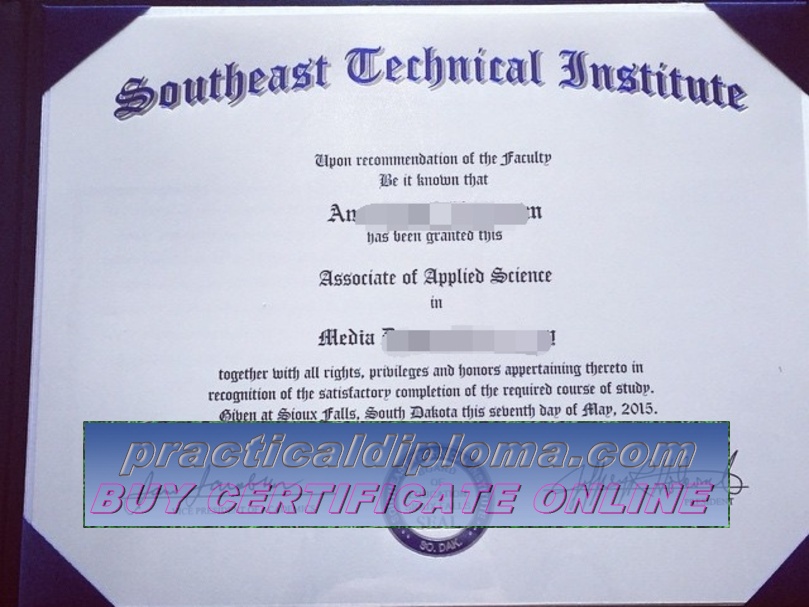 Southeast Technical Institute
Upon recommendation of the Faculty
Be it known that
has been granted this
Associate of Applied Science
in
Media
together with all rights, privileges and honors appertaining thereto in
recognition of the satisfactory completion of the required course of study.
Given at Sioux Falls, South Dakota this seventh day of May, 2015.
practicaldiploma.com
BUY CERTIFICATE ONLINE
SEAL
SO. DAK.